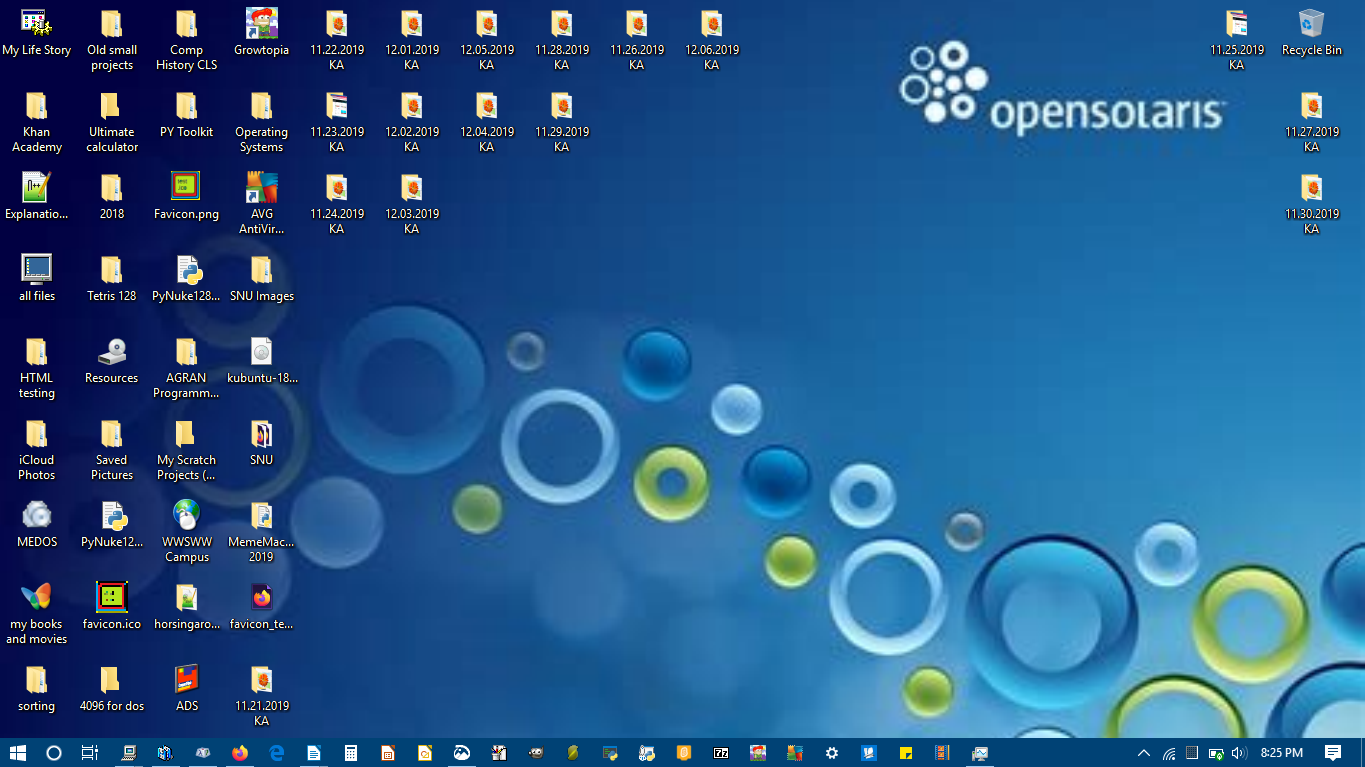 My Life Story
Old small
projects
Comp
History CLS
Growtopia
11.22.2019
KA
12.01.2019
KA
12.05.2019
KA
11.28.2019
KA
11.26.2019
KA
12.06.2019
KA
11.25.2019
KA
Recycle Bin
opensolaris
Khan
Academy
Ultimate
calculator
PY Toolkit
Operating
Systems
11.23.2019
KA
12.02.2019
KA
12.04.2019
KA
11.29.2019
KA
11.27.2019
KA
Explanatio...
2018
Favicon.png
AVG
AntiVir...
11.24.2019
KA
12.03.2019
KA
11.30.2019
KA
all files
Tetris 128
PyNuke128...
SNU Images
HTML
testing
Resources
AGRAN
Programm...
kubuntu-18...
iCloud
Photos
Saved
Pictures
My Scratch
Projects (...
SNU
MEDOS
PyNuke12...
WWSWW
Campus
MemeMac...
2019
my books
and movies
favicon.ico
horsingaro...
favicon_te...
sorting
4096 for dos
ADS
11.21.2019
KA
8:25 PM